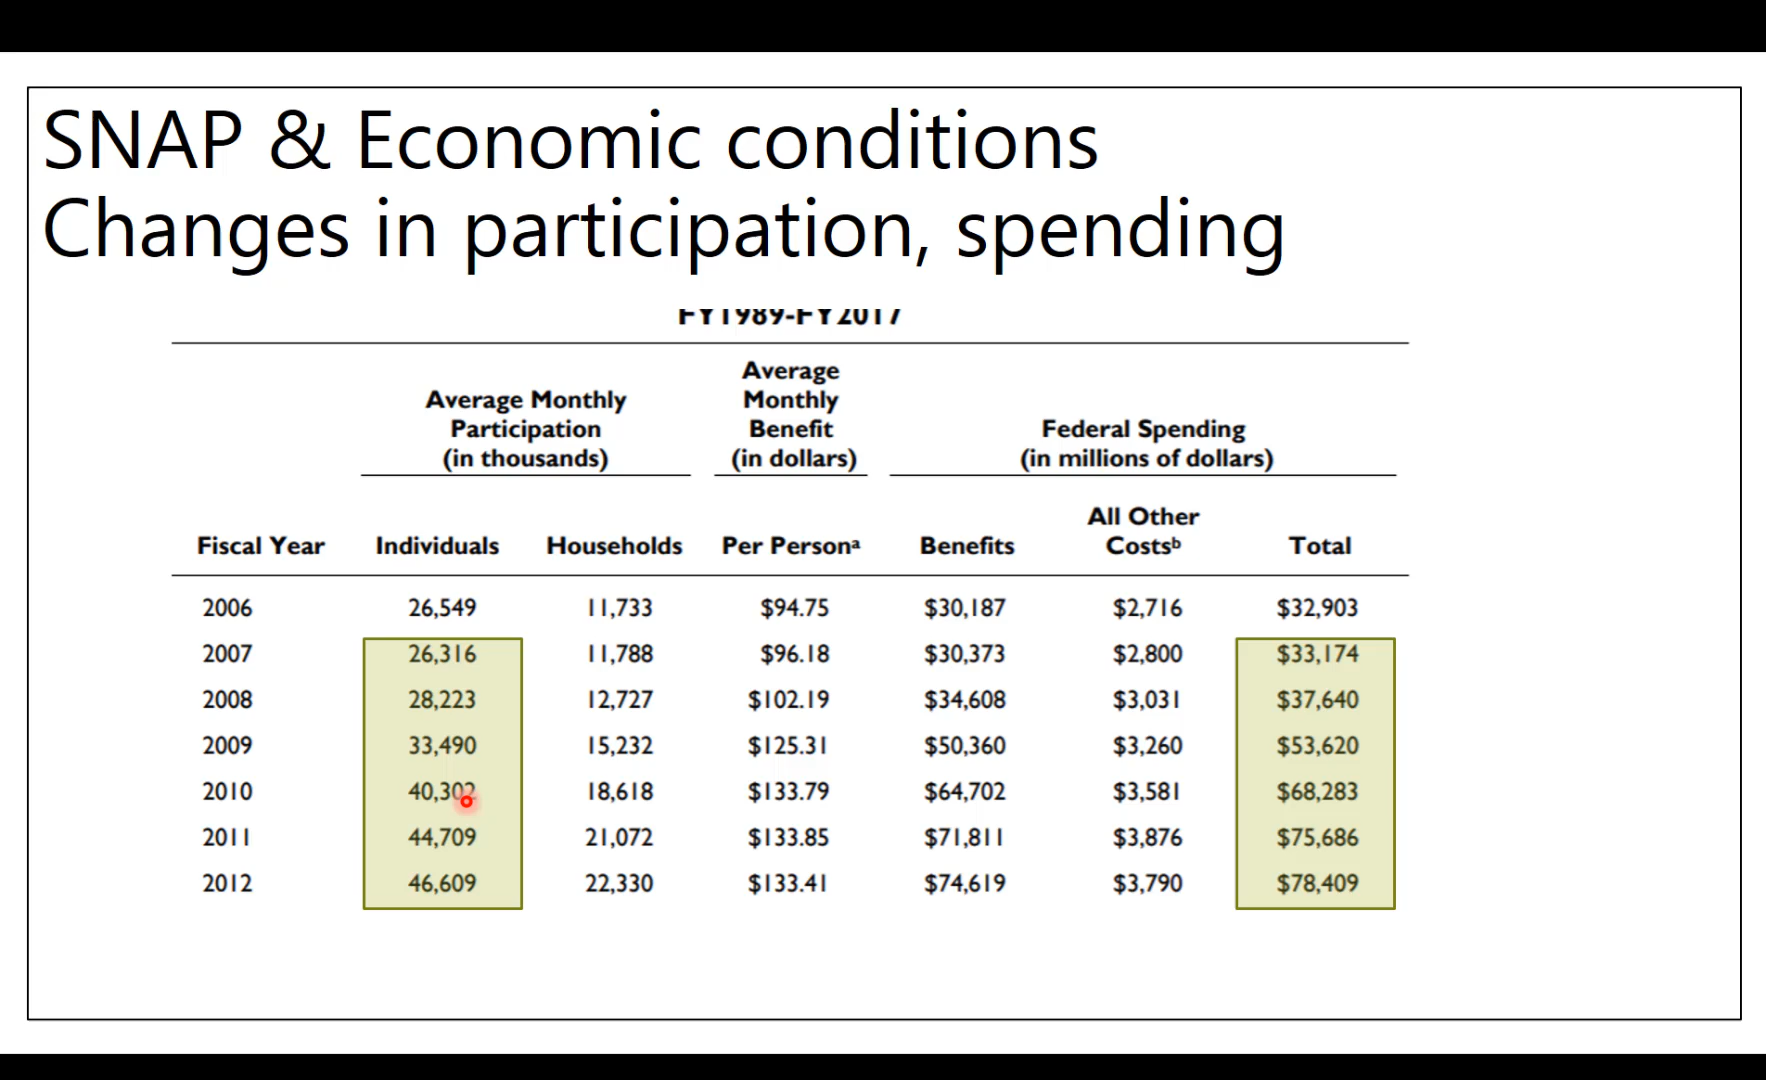 SNAP & Economic conditions
Changes in participation, spending
FY1989-FY2017
Average Monthly Participation (in thousands) Average Monthly Benefit (in dollars) Federal Spending (in millions of dollars)
Fiscal Year Individuals Households Per Personᵃ Benefits All Other Costsᵇ Total
2006 26,549 11,733 $94.75 $30,187 $2,716 $32,903
2007 26,316 11,788 $96.18 $30,373 $2,800 $33,174
2008 28,223 12,727 $102.19 $34,608 $3,031 $37,640
2009 33,490 15,232 $125.31 $50,360 $3,260 $53,620
2010 40,302 18,618 $133.79 $64,702 $3,581 $68,283
2011 44,709 21,072 $133.85 $71,811 $3,876 $75,686
2012 46,609 22,330 $133.41 $74,619 $3,790 $78,409